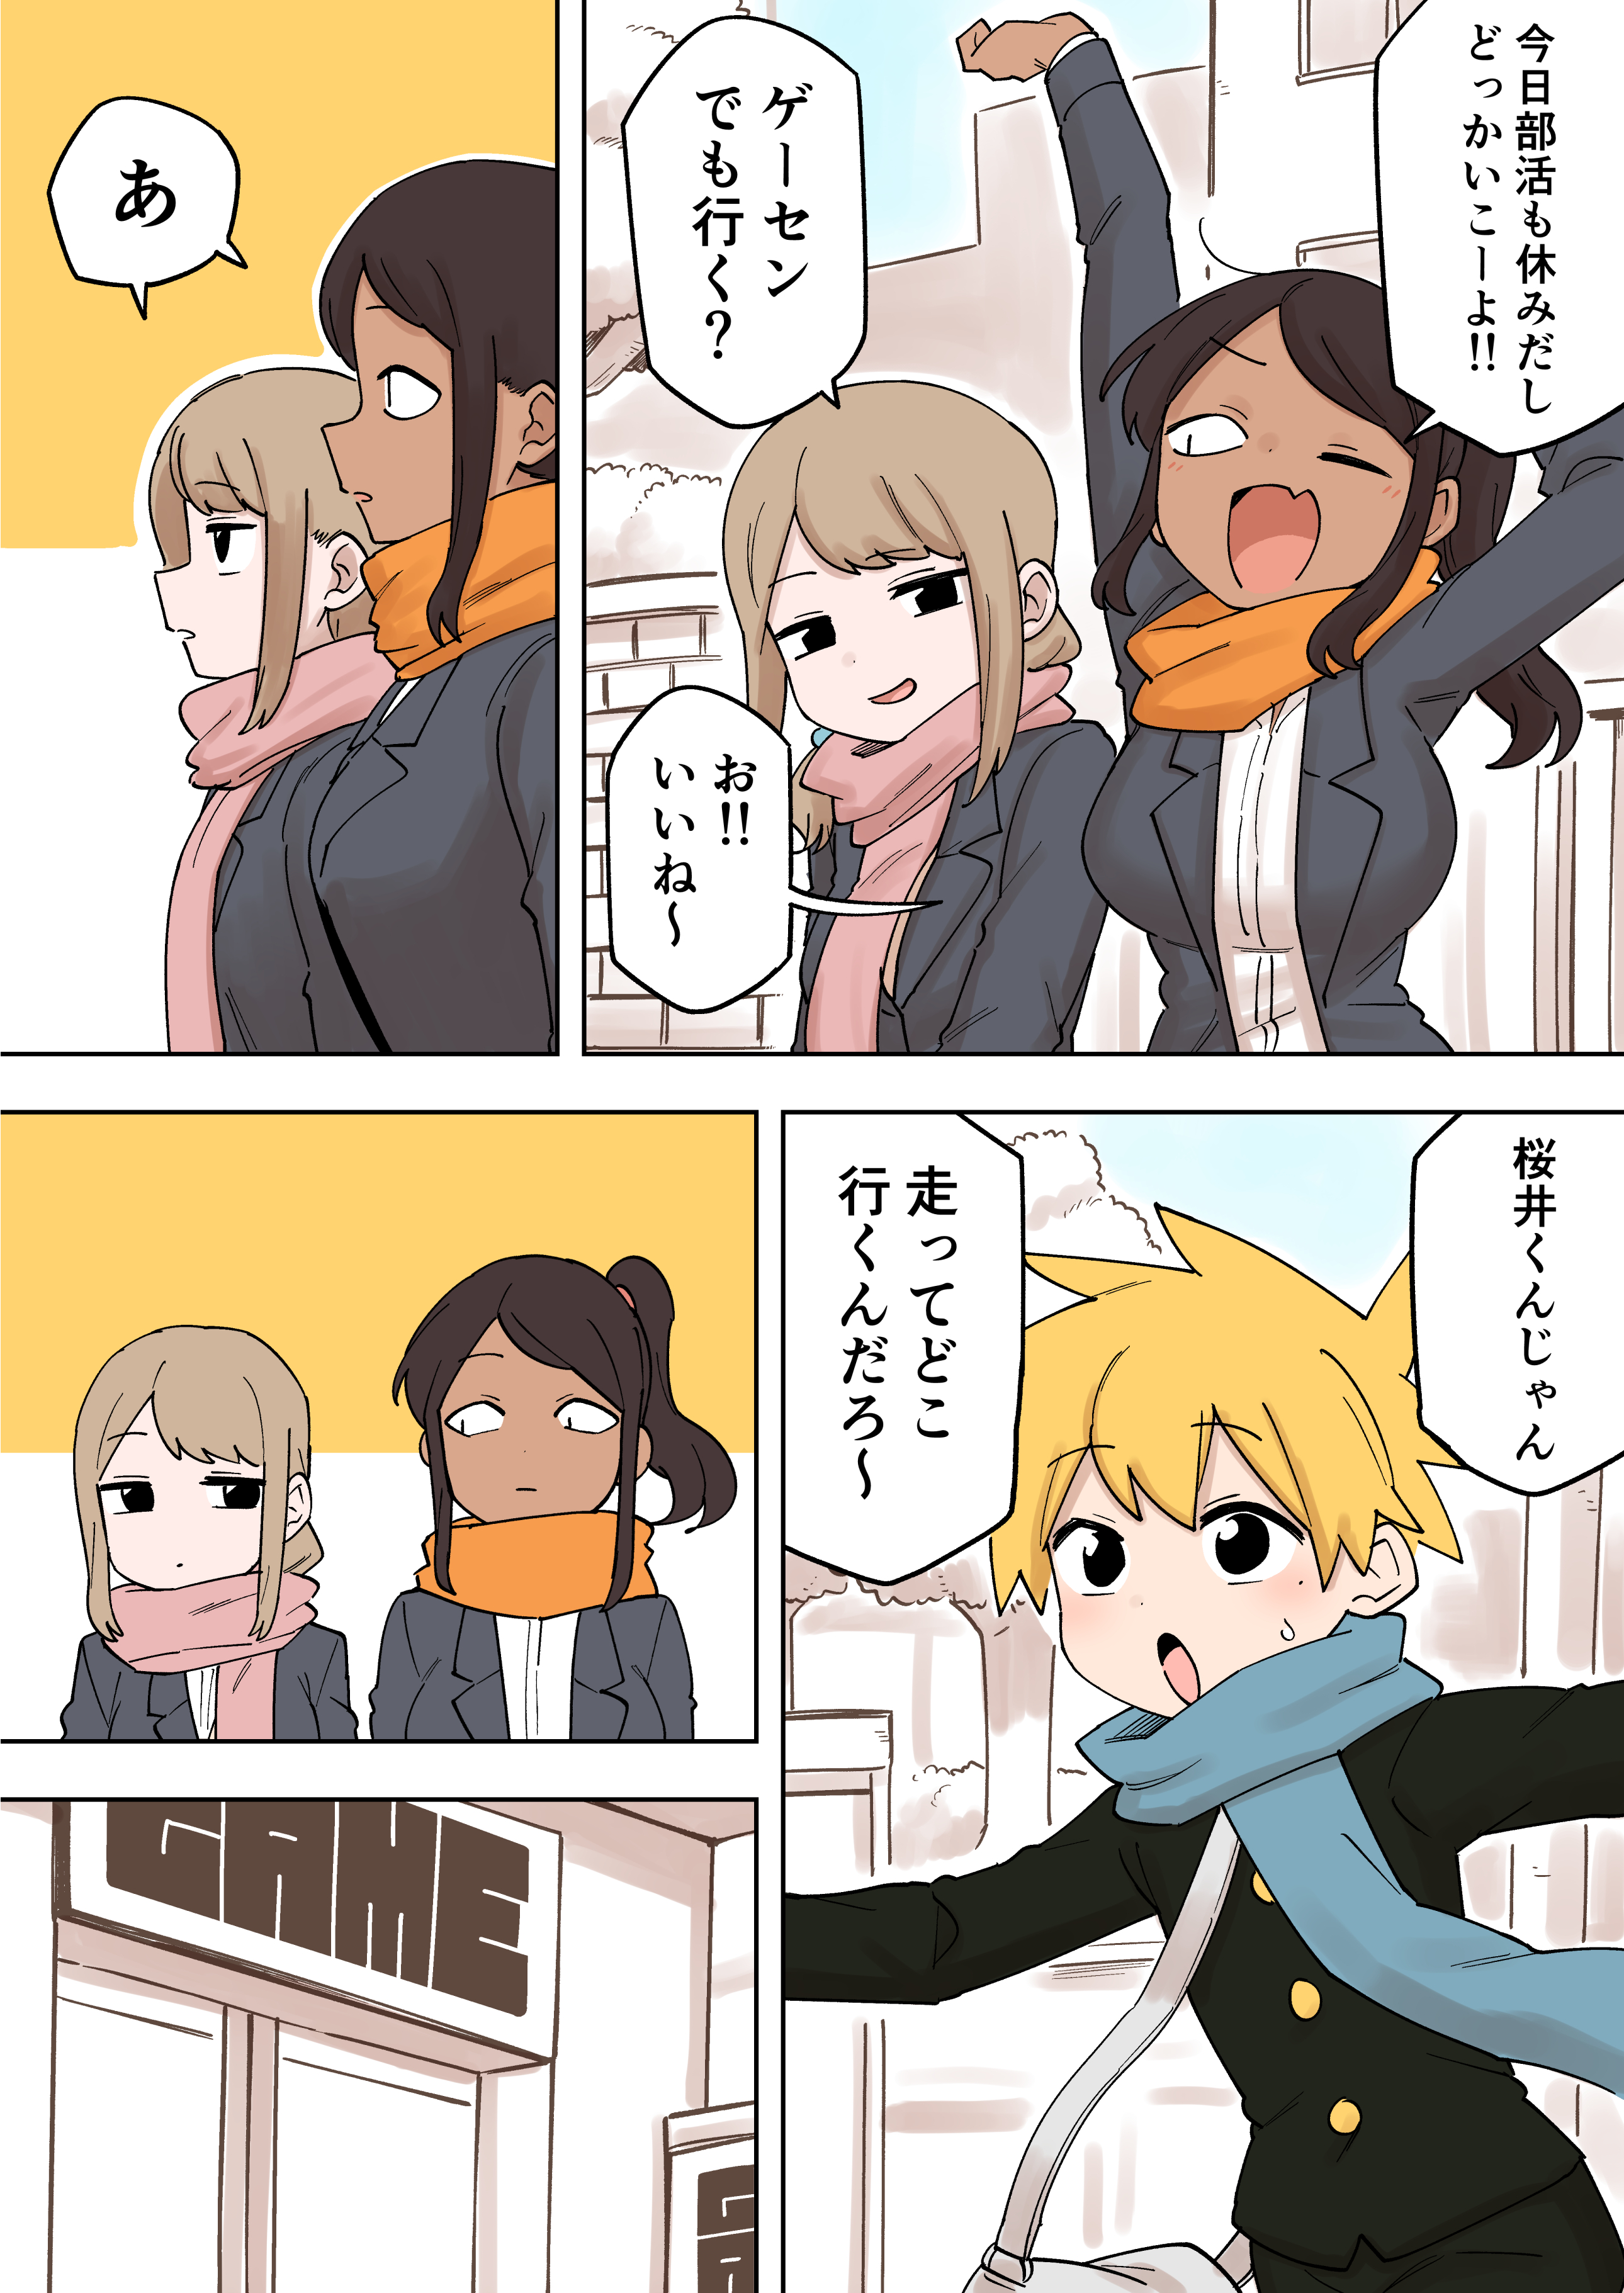 今日部活も休みだし
どっかいこーよ!!
ゲーセン
でも行く?
お!!
いいね～
あ
桜井くんじゃん
走ってどこ
行くんだろ～
GAME